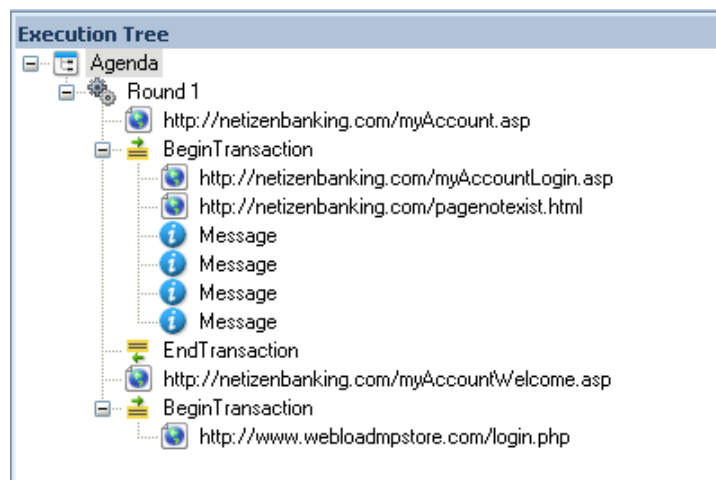 Execution Tree
Agenda
Round 1
http://netizenbanking.com/myAccount.asp
BeginTransaction
http://netizenbanking.com/myAccountLogin.asp
http://netizenbanking.com/pagenotexist.html
Message
Message
Message
Message
EndTransaction
http://netizenbanking.com/myAccountWelcome.asp
BeginTransaction
http://www.webloadmpstore.com/login.php